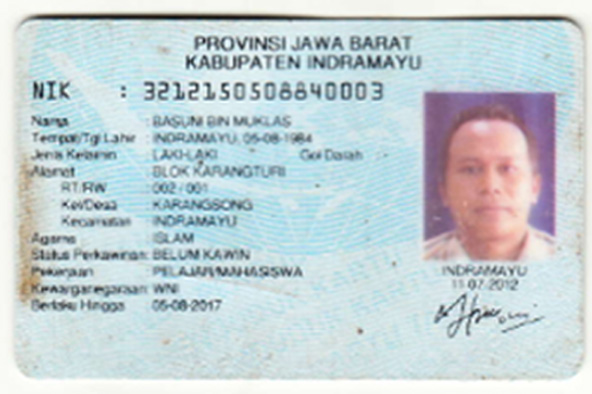 PROVINSI JAWA BARAT
KABUPATEN INDRAMAYU
NIK : 3212150508840003
Nama : BASUNI BIN MUKLAS
Tempat/Tgl Lahir : INDRAMAYU, 05-08-1984
Jenis Kelamin : LAKI-LAKI Gol Darah
Alamat : BLOK KARANGTURI
RT/RW : 002 / 001
Kel/Desa : KARANGSONG
Kecamatan : INDRAMAYU
Agama : ISLAM
Status Perkawinan: BELUM KAWIN
Pekerjaan : PELAJAR/MAHASISWA
Kewarganegaraan: WNI
Berlaku Hingga : 05-08-2017
INDRAMAYU
11-07-2012